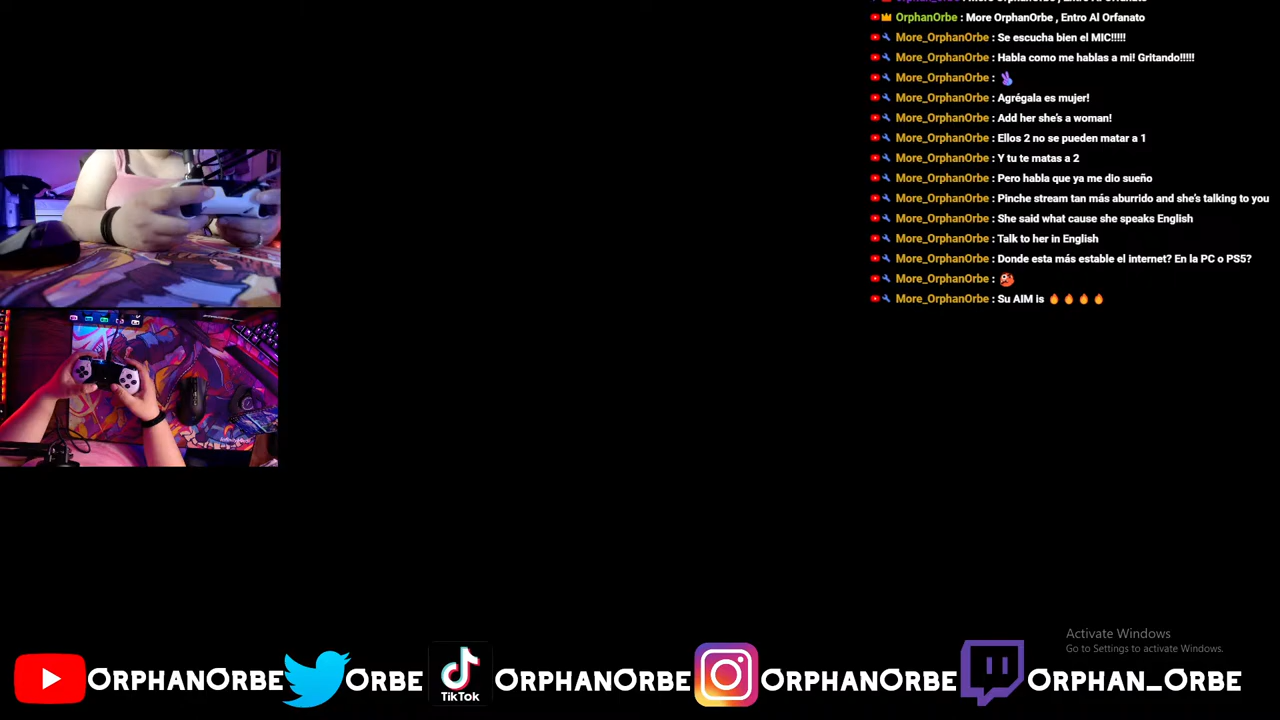 OrphanOrbe : More OrphanOrbe , Entro Al Orfanato
More_OrphanOrbe : Se escucha bien el MIC!!!!!
More_OrphanOrbe : Habla como me hablas a mi! Gritando!!!!!
More_OrphanOrbe :
More_OrphanOrbe : Agrégala es mujer!
More_OrphanOrbe : Add her she's a woman!
More_OrphanOrbe : Ellos 2 no se pueden matar a 1
More_OrphanOrbe : Y tu te matas a 2
More_OrphanOrbe : Pero habla que ya me dio sueño
More_OrphanOrbe : Pinche stream tan más aburrido and she's talking to you
More_OrphanOrbe : She said what cause she speaks English
More_OrphanOrbe : Talk to her in English
More_OrphanOrbe : Donde esta más estable el internet? En la PC o PS5?
More_OrphanOrbe :
More_OrphanOrbe : Su AIM is 🔥🔥🔥🔥
Activate Windows
Go to Settings to activate Windows.
OrphanOrbe
Orbe
TikTok
OrphanOrbe
OrphanOrbe
Orphan_Orbe